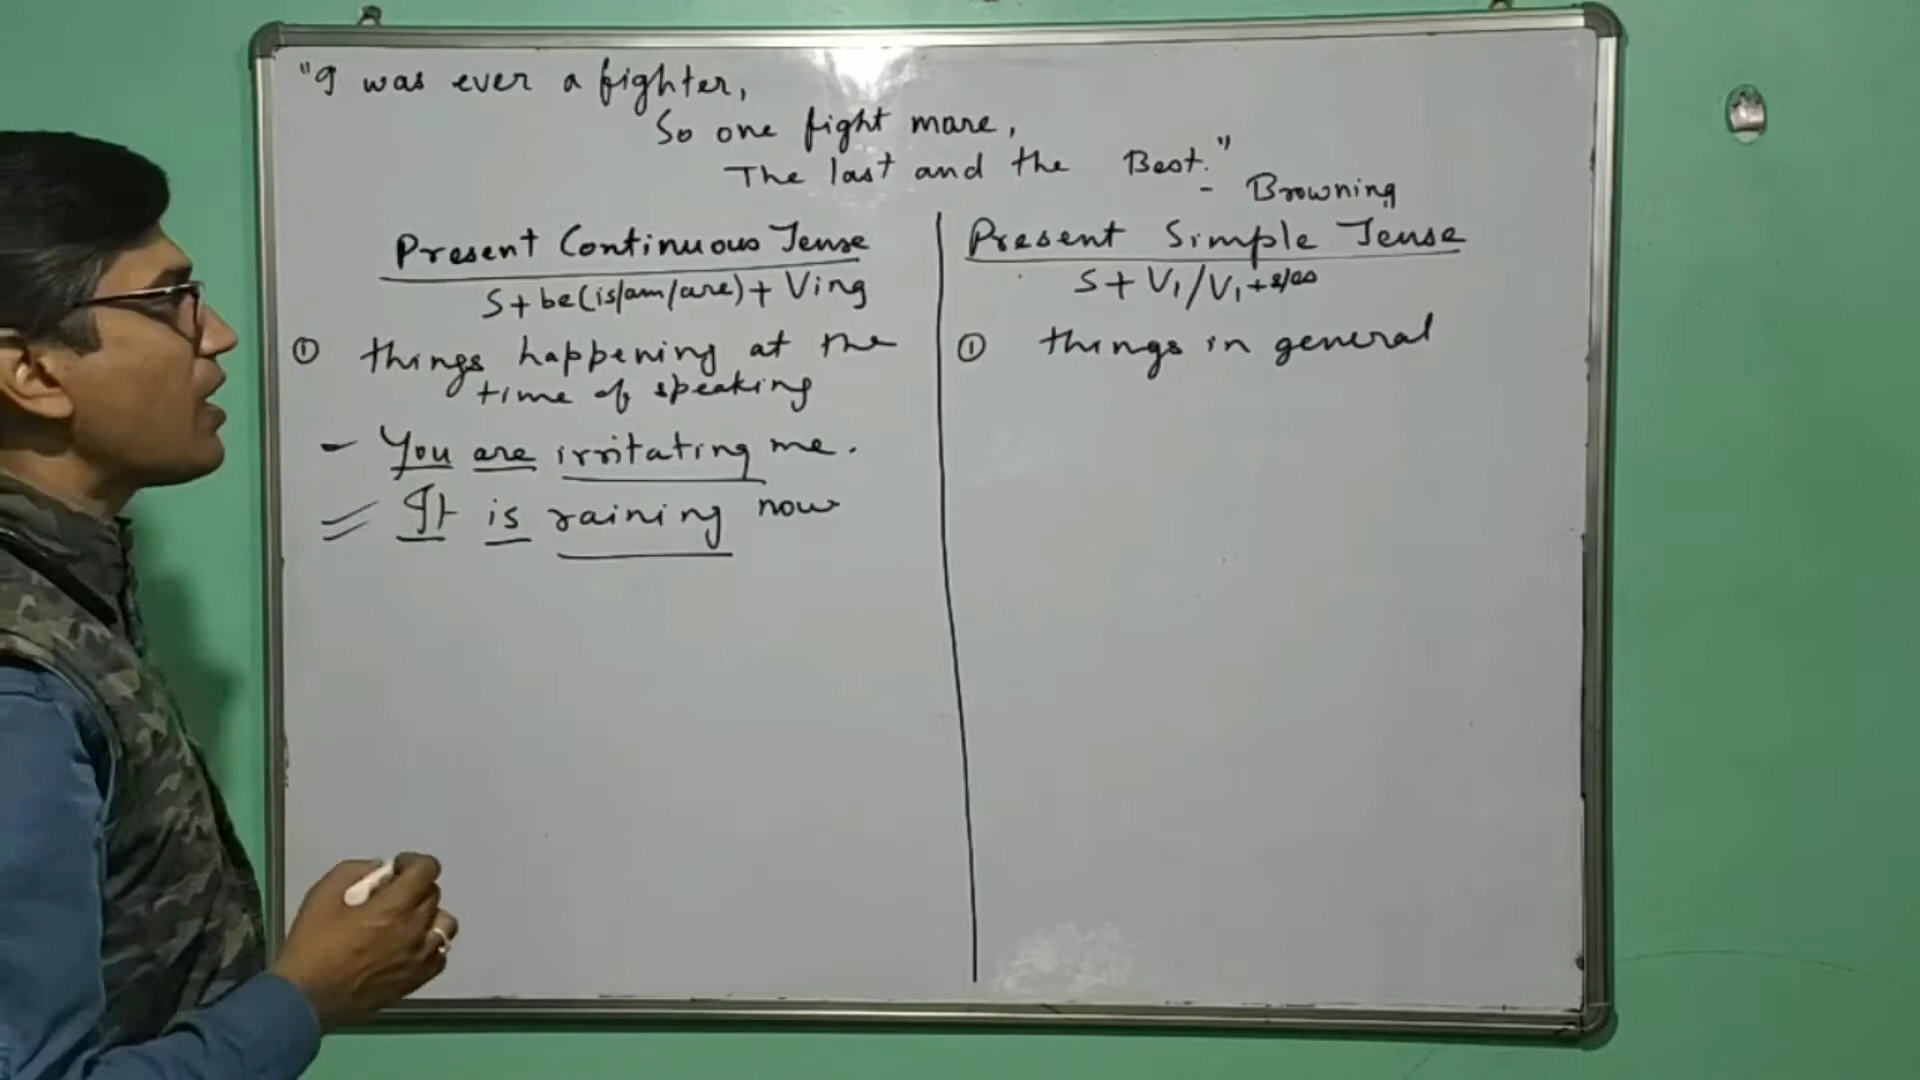 "I was ever a fighter,
So one fight more,
The last and the Best."
- Browning
Present Continuous Tense
S + be (is/am/are) + Ving
① things happening at the
time of speaking
- You are irritating me.
It is raining now
Present Simple Tense
S + V1/V1 + s/es
① things in general